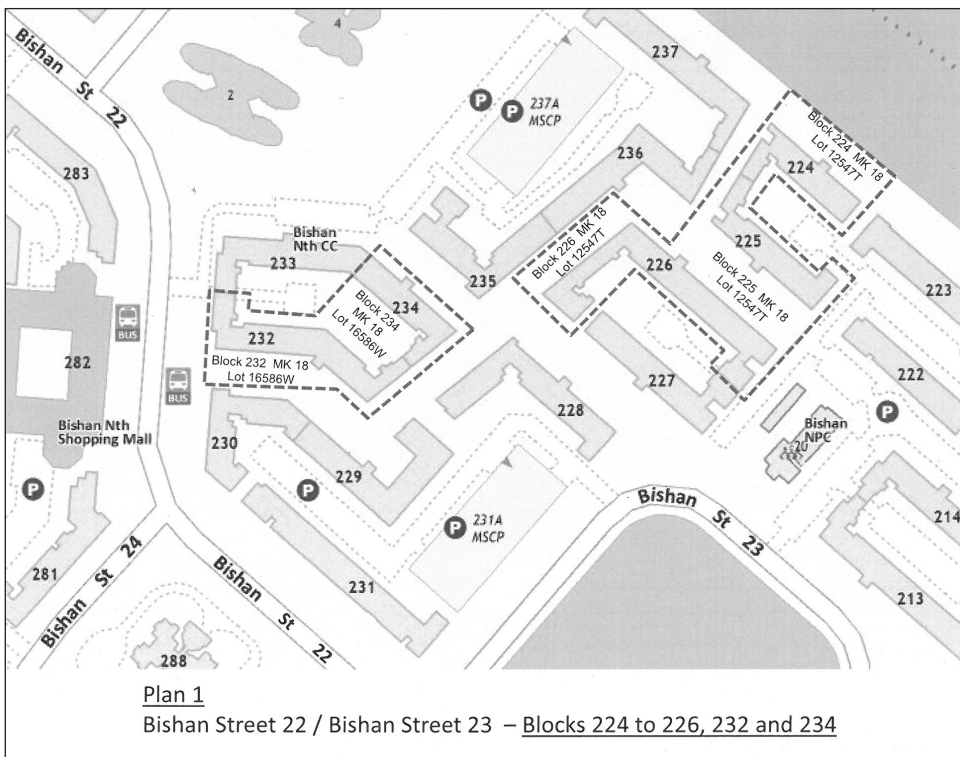 Bishan St 22
4
2
237
P
P
237A
MSCP
236
Block 224 MK 18
Lot 12547T
224
283
Bishan
Nth CC
233
235
Block 226 MK 18
Lot 12547T
226
225
Block 225 MK 18
Lot 12547T
223
234
Block 234
MK 18
Lot 16586W
232
Block 232 MK 18
Lot 16586W
BUS
BUS
282
Bishan Nth
Shopping Mall
P
222
227
228
P
Bishan
NPC
20
230
229
P
P
231A
MSCP
Bishan St 23
214
213
281
Bishan St 24
Bishan St 22
231
288
Plan 1
Bishan Street 22 / Bishan Street 23 – Blocks 224 to 226, 232 and 234